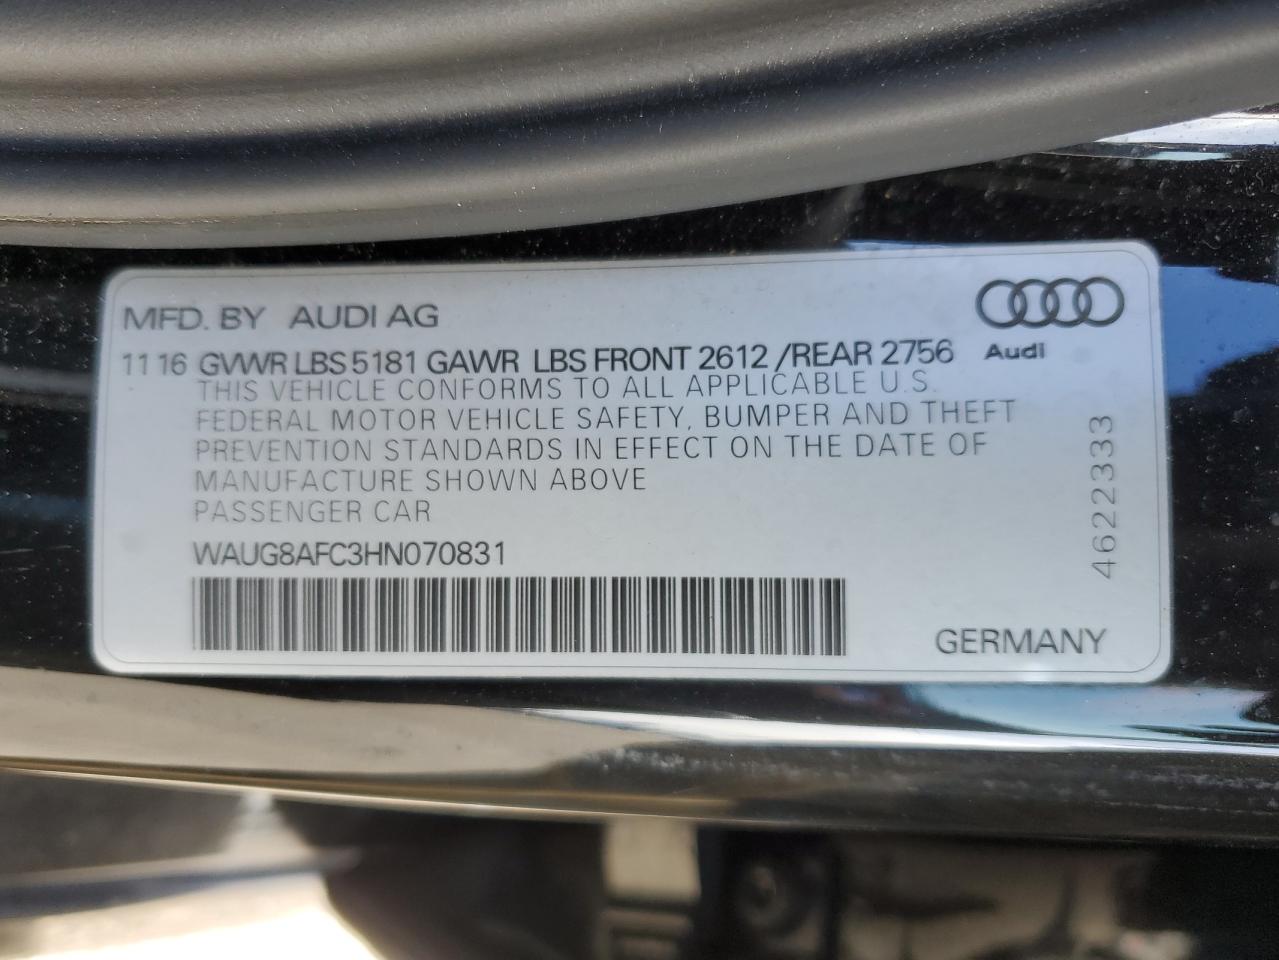 MFD. BY AUDI AG
11 16 GVWR LBS 5181 GAWR LBS FRONT 2612 /REAR 2756
Audi
THIS VEHICLE CONFORMS TO ALL APPLICABLE U.S.
FEDERAL MOTOR VEHICLE SAFETY, BUMPER AND THEFT
PREVENTION STANDARDS IN EFFECT ON THE DATE OF
MANUFACTURE SHOWN ABOVE
PASSENGER CAR
WAUG8AFC3HN070831
4622333
GERMANY